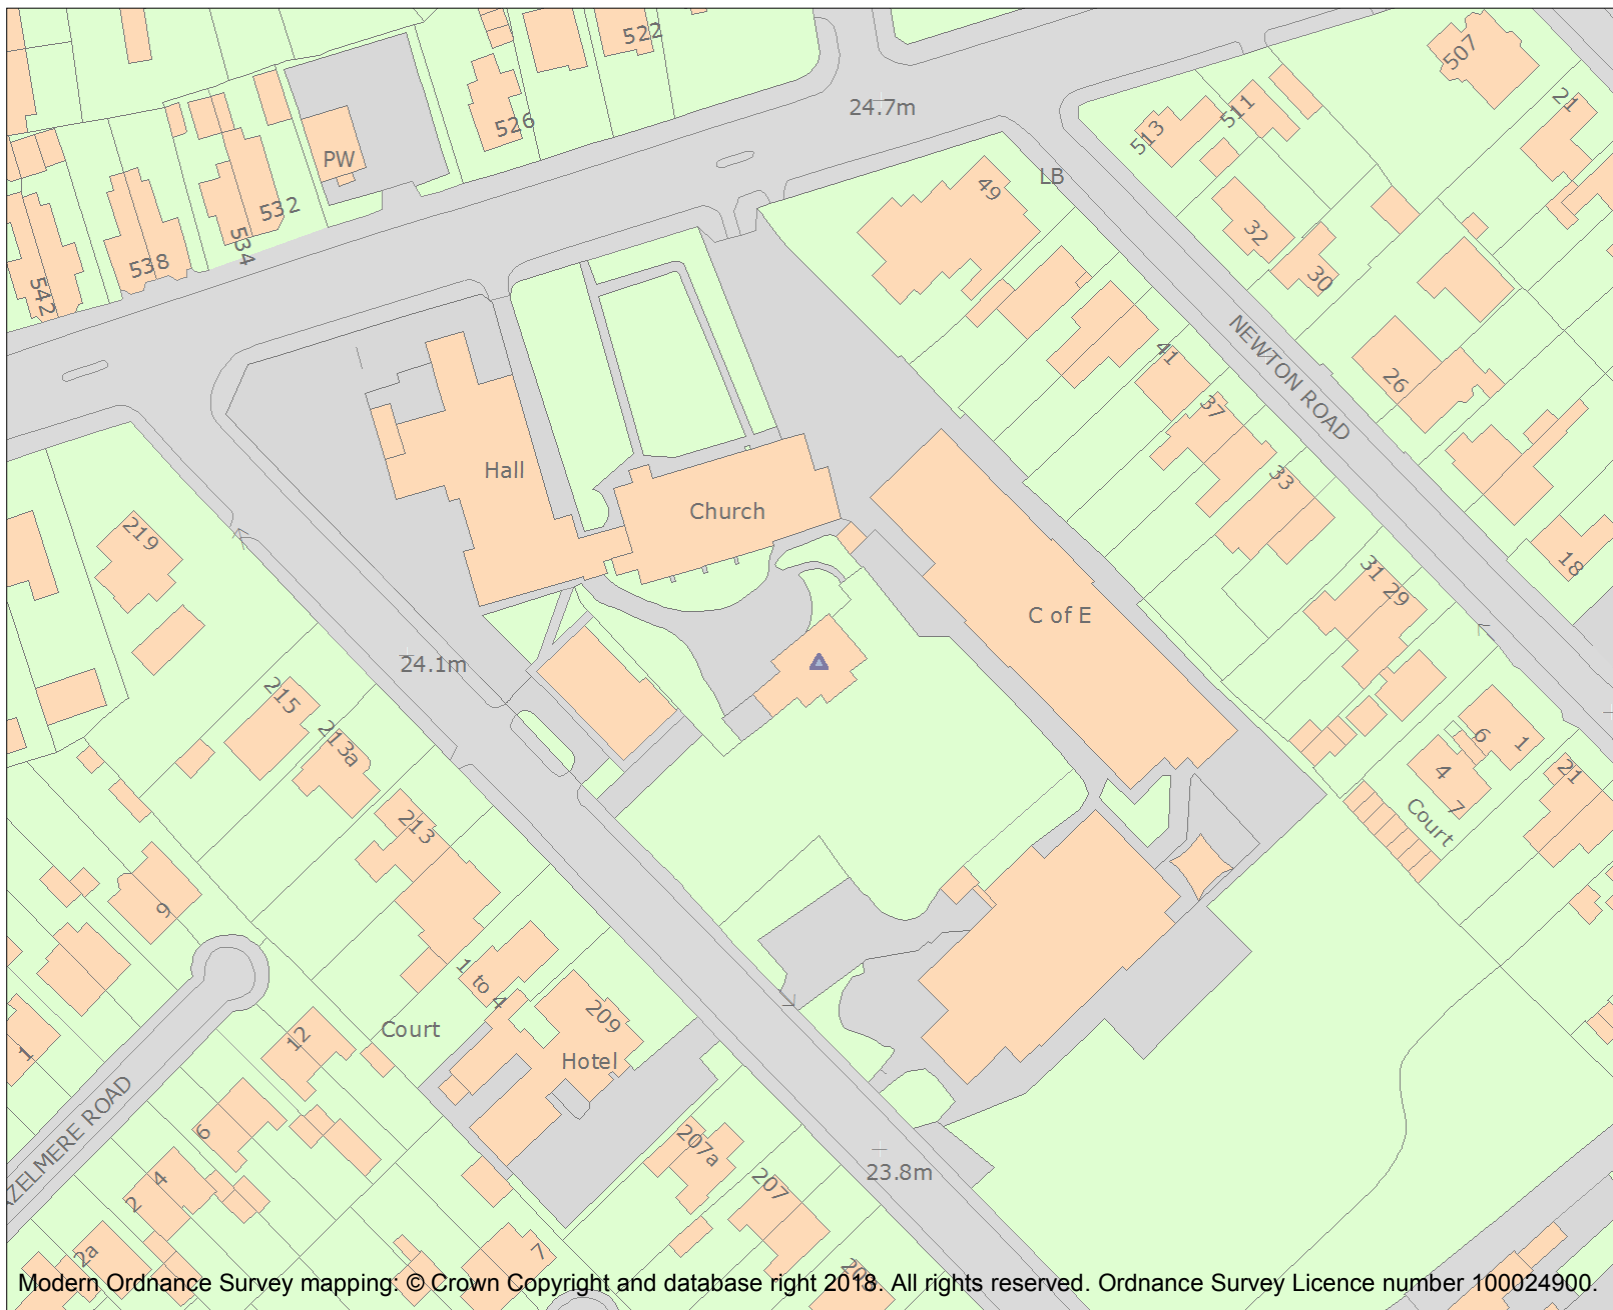 522
507
526
24.7m
21
511
513
PW
LB
49
532
534
32
538
30
542
NEWTON ROAD
41
26
37
Hall
33
Church
219
18
31
29
C of E
24.1m
215
213a
6
1
4
21
7
Court
213
9
1 to 4
209
Court
12
Hotel
1
AZELMERE ROAD
6
207a
23.8m
4
207
2
2a
7
Modern Ordnance Survey mapping: © Crown Copyright and database right 2018. All rights reserved. Ordnance Survey Licence number 100024900.